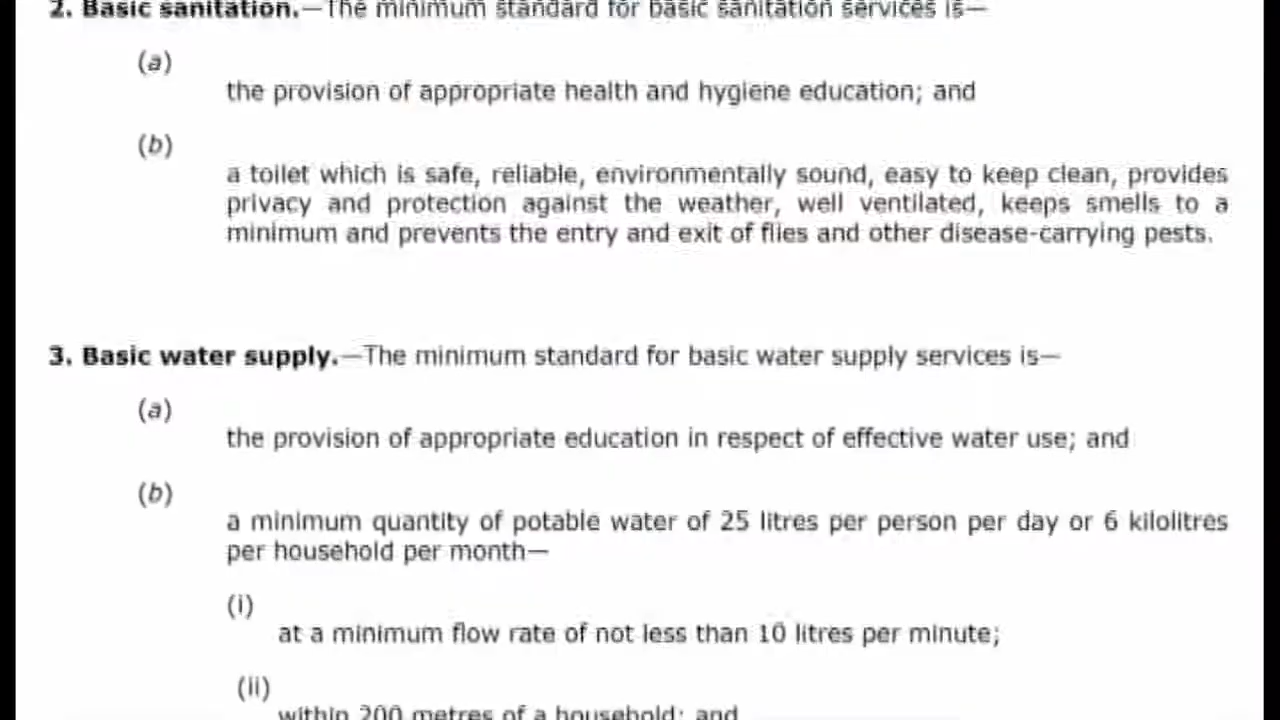 2. Basic sanitation.—The minimum standard for basic sanitation services is—
(a)
the provision of appropriate health and hygiene education; and
(b)
a toilet which is safe, reliable, environmentally sound, easy to keep clean, provides
privacy and protection against the weather, well ventilated, keeps smells to a
minimum and prevents the entry and exit of flies and other disease-carrying pests.
3. Basic water supply.—The minimum standard for basic water supply services is—
(a)
the provision of appropriate education in respect of effective water use; and
(b)
a minimum quantity of potable water of 25 litres per person per day or 6 kilolitres
per household per month—
(i)
at a minimum flow rate of not less than 10 litres per minute;
(ii)
within 200 metres of a household; and